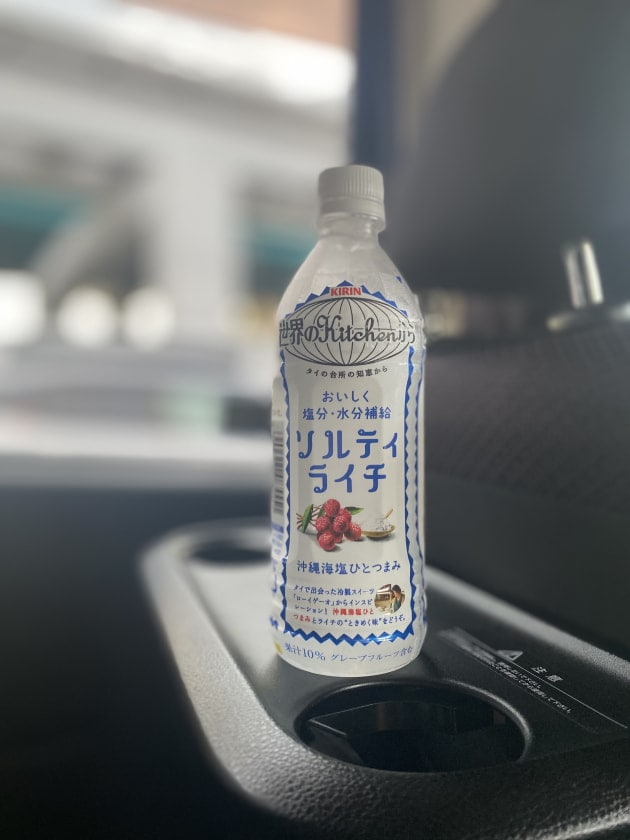 KIRIN
世界のKitchenから
タイの台所の知恵から
おいしく
塩分・水分補給
ソルティ
ライチ
沖縄海塩ひとつまみ
タイで出会った冷製スイーツ
「ローイゲーオ」からインスピ
レーション! 沖縄海塩ひと
つまみとライチの“ときめく味”をどうぞ。
果汁10% グレープフルーツ含む
注意